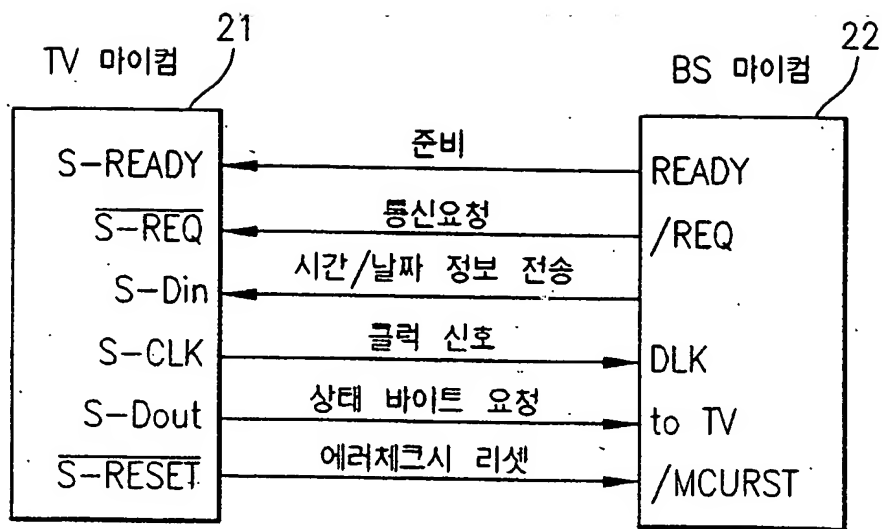 21
22
TV 마이컴
BS 마이컴
S-READY
준비
READY
S-REQ
통신요청
/REQ
S-Din
시간/날짜 정보 전송
S-CLK
클럭 신호
DLK
S-Dout
상태 바이트 요청
to TV
S-RESET
에러체크시 리셋
/MCURST